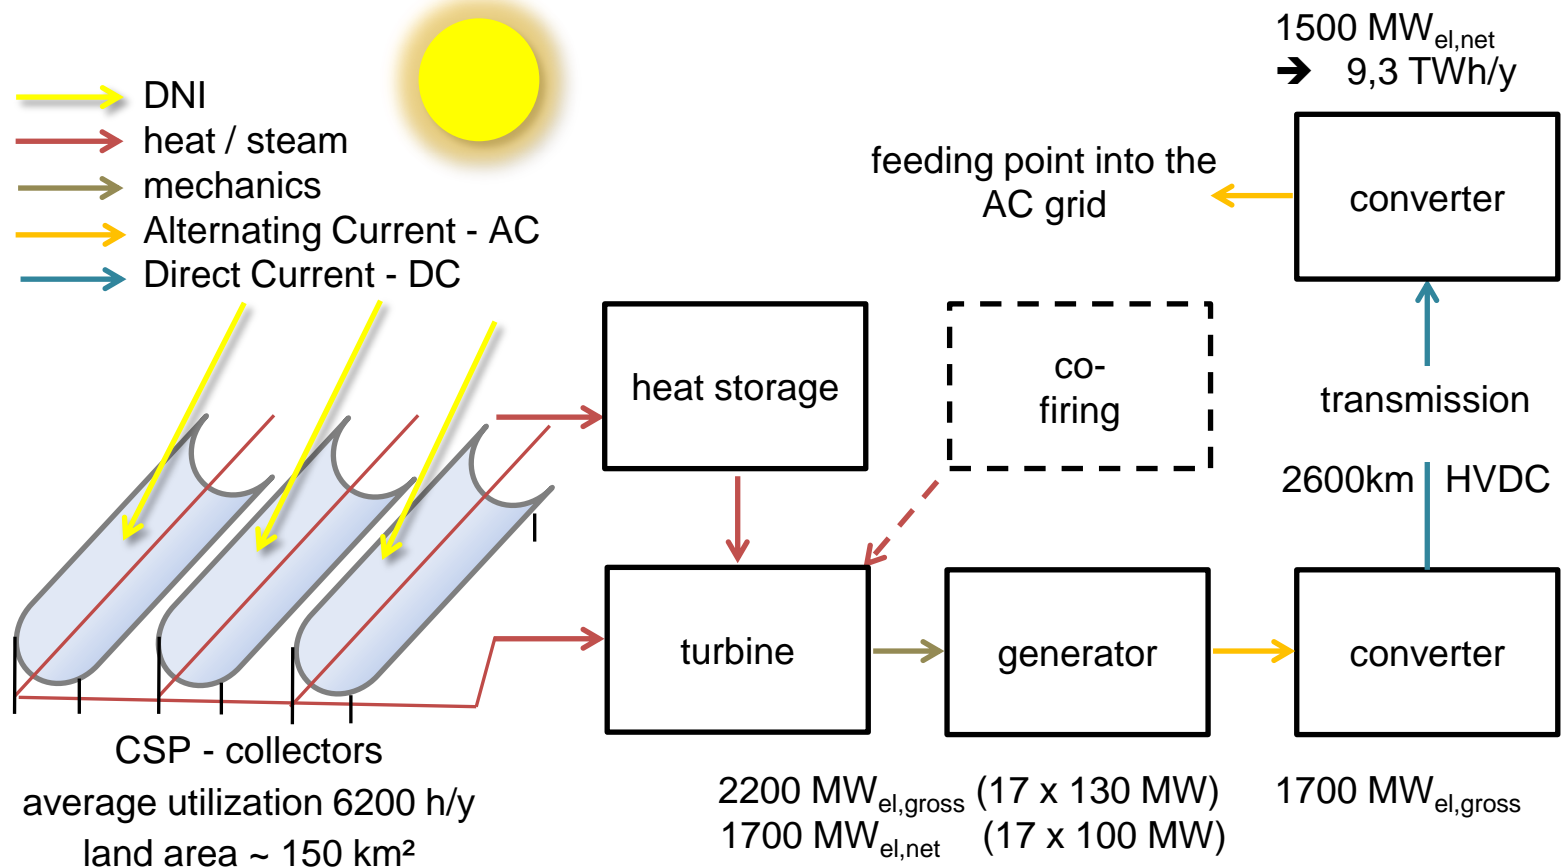 1500 MWel,net
➔ 9,3 TWh/y
DNI
heat / steam
mechanics
Alternating Current - AC
Direct Current - DC
feeding point into the
AC grid
converter
heat storage
co-
firing
transmission
2600km HVDC
turbine
generator
converter
CSP - collectors
average utilization 6200 h/y
land area ~ 150 km²
2200 MWel,gross (17 x 130 MW)
1700 MWel,net (17 x 100 MW)
1700 MWel,gross